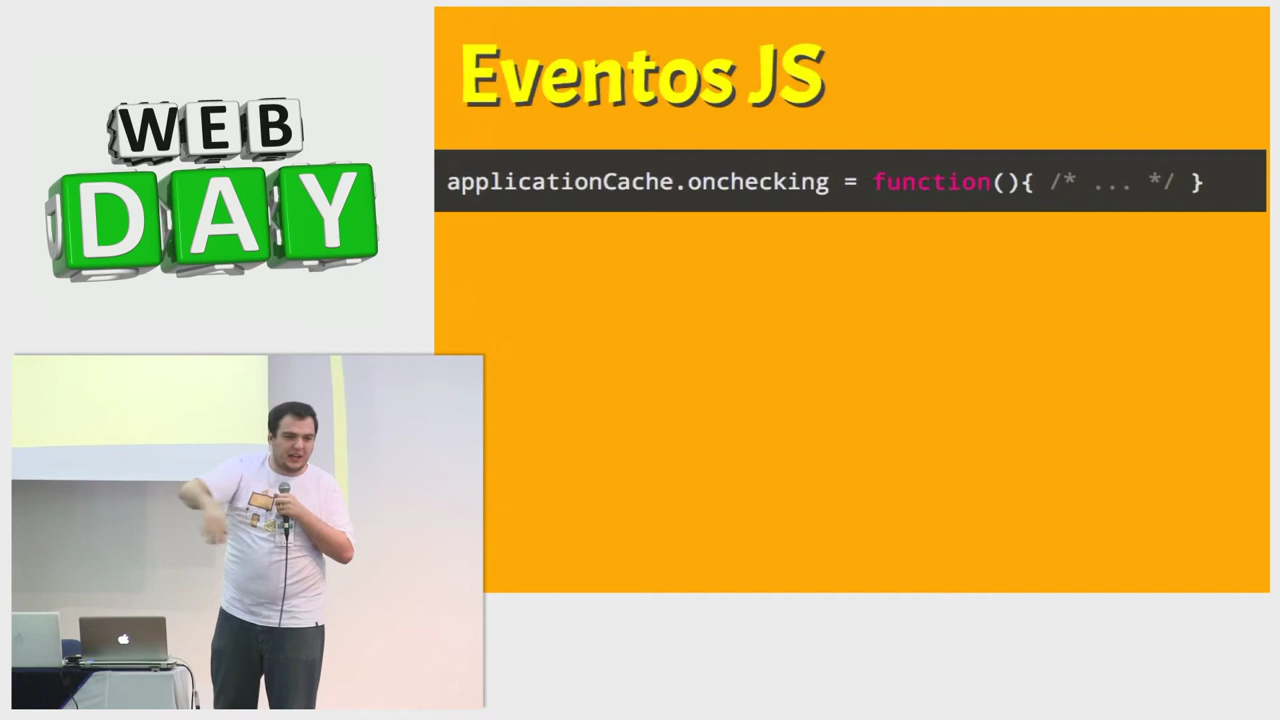 WEB
DAY
Eventos JS
applicationCache.onchecking = function(){ /* ... */ }